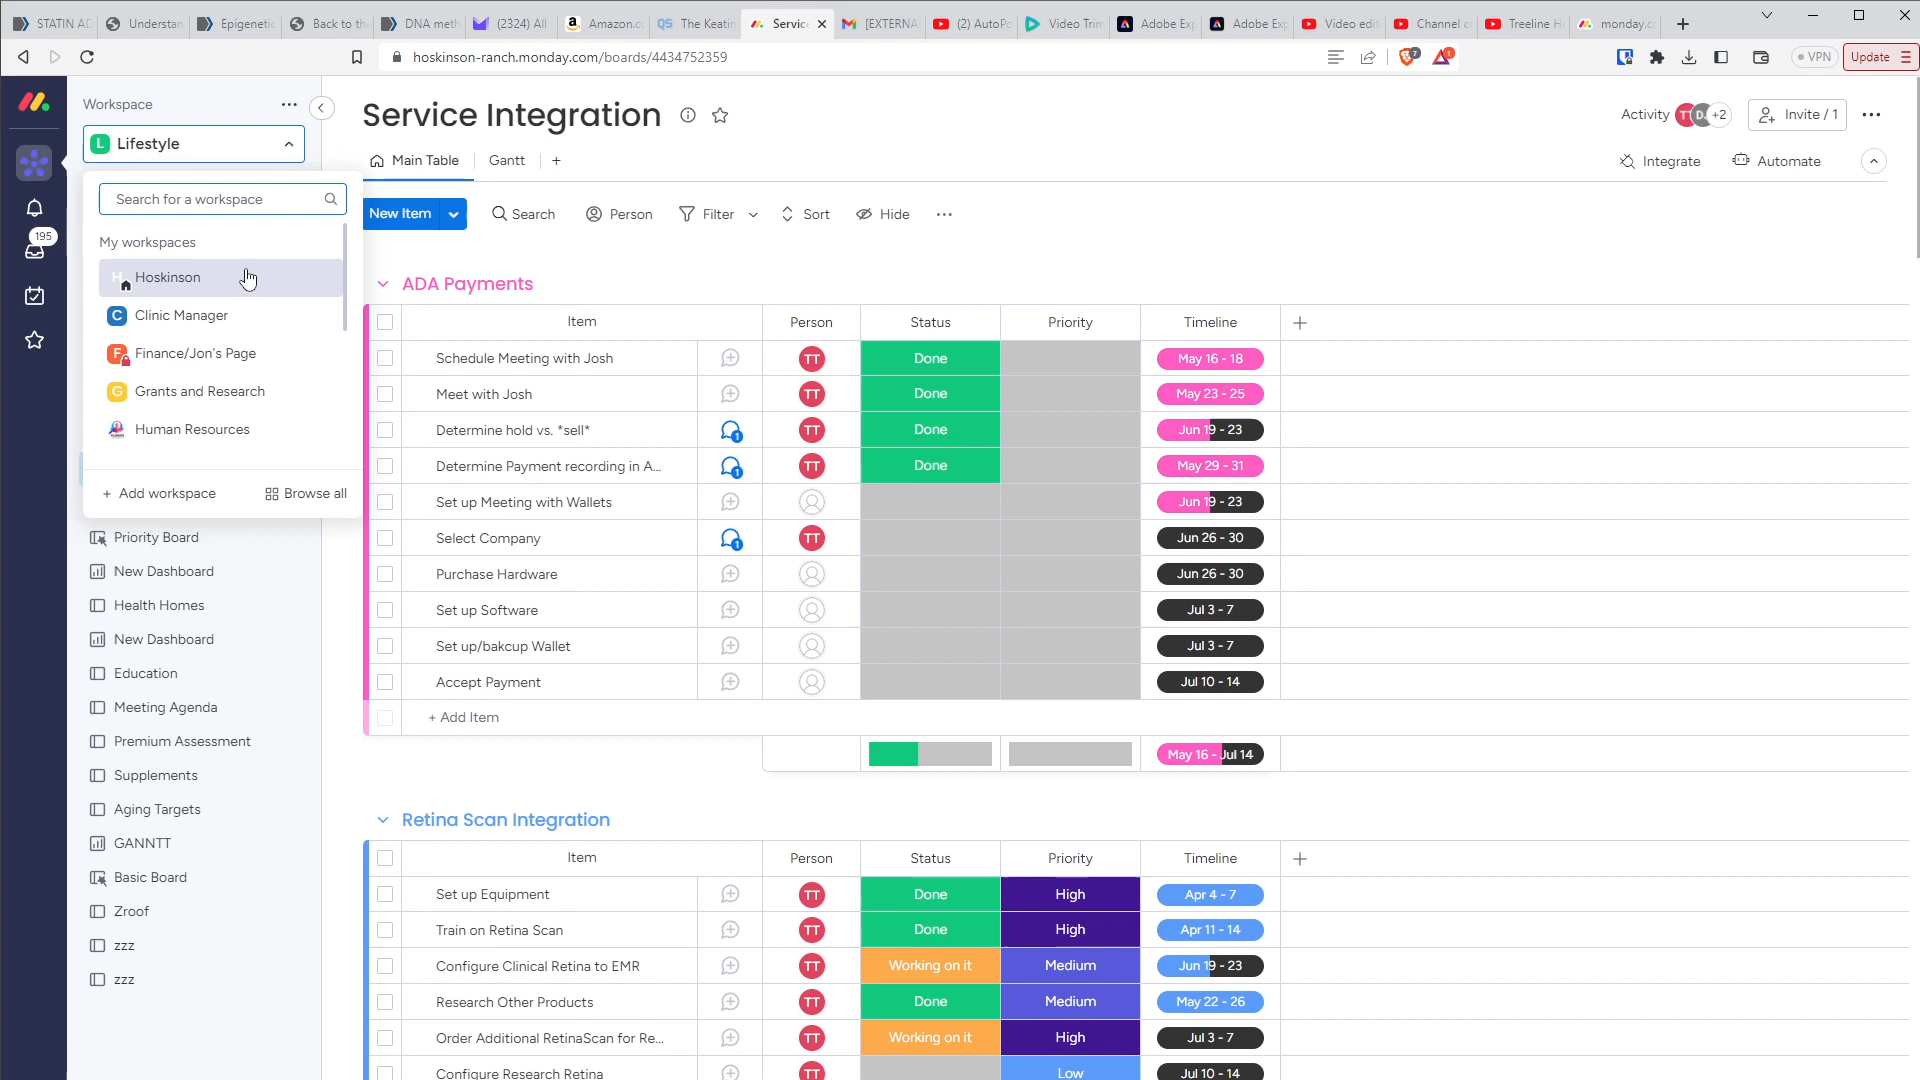 STATIN AD
Understan
Epigenetic
Back to th
DNA meth
(2324) All
Amazon.co
The Keatin
Service
[EXTERNA
(2) AutoPo
Video Trim
Adobe Exp
Adobe Exp
Video edit
Channel co
Treeline H
monday.c
hoskinson-ranch.monday.com/boards/4434752359
7
1
VPN
Update
Workspace
L Lifestyle
Search for a workspace
My workspaces
H Hoskinson
C Clinic Manager
F Finance/Jon's Page
G Grants and Research
Human Resources
+ Add workspace
Browse all
195
Priority Board
New Dashboard
Health Homes
New Dashboard
Education
Meeting Agenda
Premium Assessment
Supplements
Aging Targets
GANNTT
Basic Board
Zroof
zzz
zzz
Service Integration
Activity TT DJ +2
Invite / 1
Main Table
Gantt
+
Integrate
Automate
New Item
Search
Person
Filter
Sort
Hide
ADA Payments
Item Person Status Priority Timeline +
Schedule Meeting with Josh TT Done May 16 - 18
Meet with Josh TT Done May 23 - 25
Determine hold vs. *sell* 1 TT Done Jun 19 - 23
Determine Payment recording in A... 1 TT Done May 29 - 31
Set up Meeting with Wallets Jun 19 - 23
Select Company 1 TT Jun 26 - 30
Purchase Hardware Jun 26 - 30
Set up Software Jul 3 - 7
Set up/bakcup Wallet Jul 3 - 7
Accept Payment Jul 10 - 14
+ Add Item
May 16 - Jul 14
Retina Scan Integration
Item Person Status Priority Timeline +
Set up Equipment TT Done High Apr 4 - 7
Train on Retina Scan TT Done High Apr 11 - 14
Configure Clinical Retina to EMR TT Working on it Medium Jun 19 - 23
Research Other Products TT Done Medium May 22 - 26
Order Additional RetinaScan for Re... TT Working on it High Jul 3 - 7
Configure Research Retina TT Low Jul 10 - 14